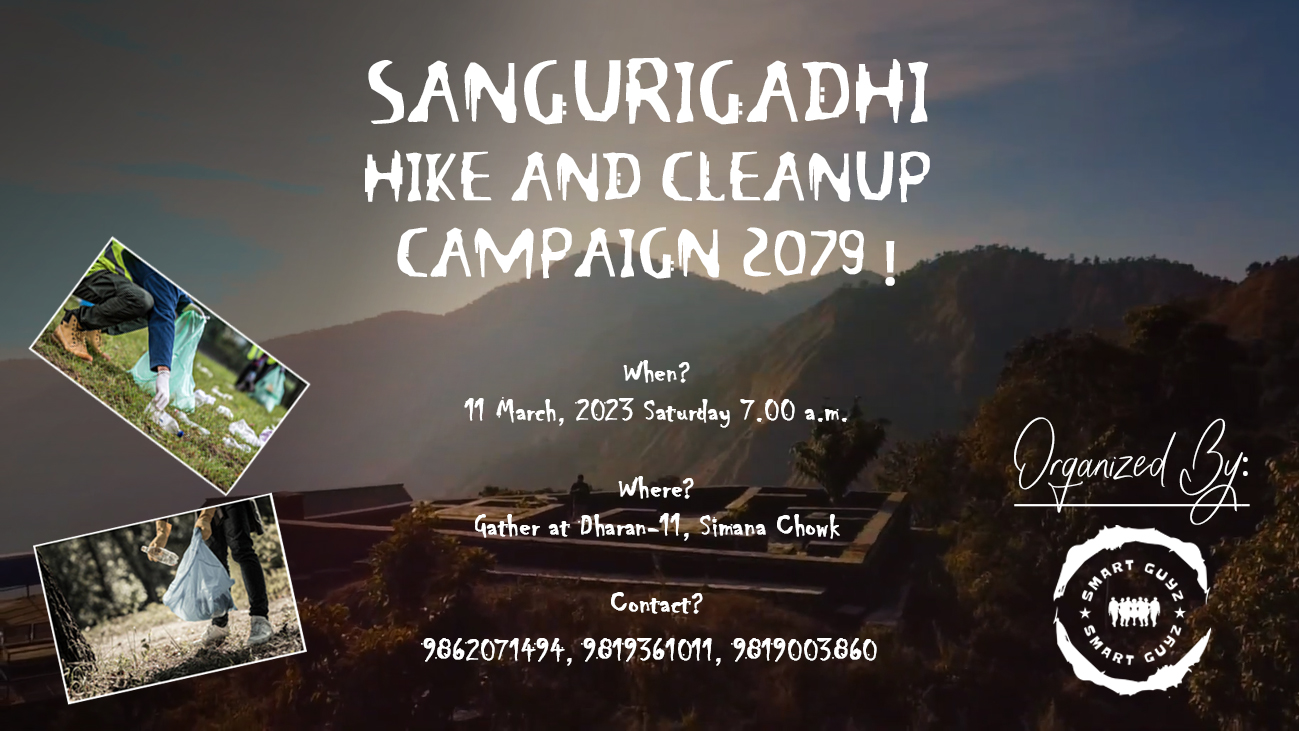 SANGURIGADHI
HIKE AND CLEANUP
CAMPAIGN 2079 !
When?
11 March, 2023 Saturday 7.00 a.m.
Where?
Gather at Dharan-11, Simana Chowk
Contact?
9862071494, 9819361011, 9819003860
Organized By:
SMART GUYZ
SMART GUYZ